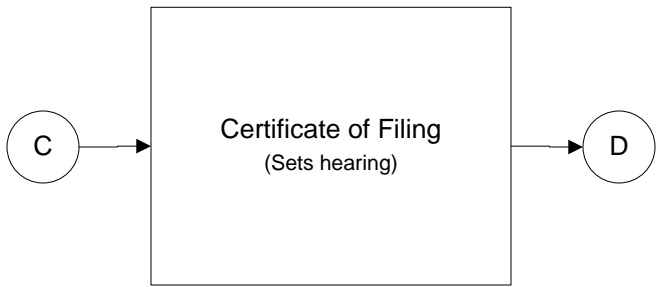 C
Certificate of Filing
(Sets hearing)
D